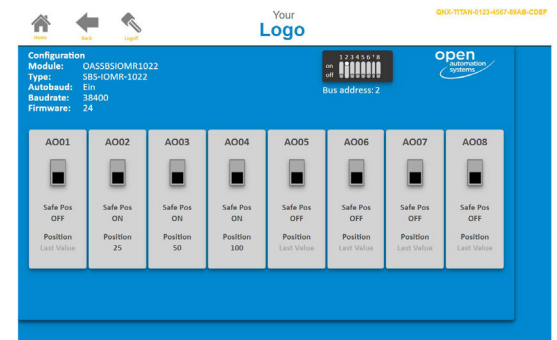 Home
Back
Logoff
Your
Logo
GNX-TITAN-0123-4567-89AB-CDEF
Configuration
Module: OASSBSIOMR1022
Type: SBS-IOMR-1022
Autobaud: Ein
Baudrate: 38400
Firmware: 24
1 2 3 4 5 6 7 8
on
off
Bus address: 2
open
automation
systems
AO01 AO02 AO03 AO04 AO05 AO06 AO07 AO08
Safe Pos Safe Pos Safe Pos Safe Pos Safe Pos Safe Pos Safe Pos Safe Pos
OFF ON ON ON OFF OFF OFF OFF
Position Position Position Position Position Position Position Position
Last Value 25 50 100 Last Value Last Value Last Value Last Value